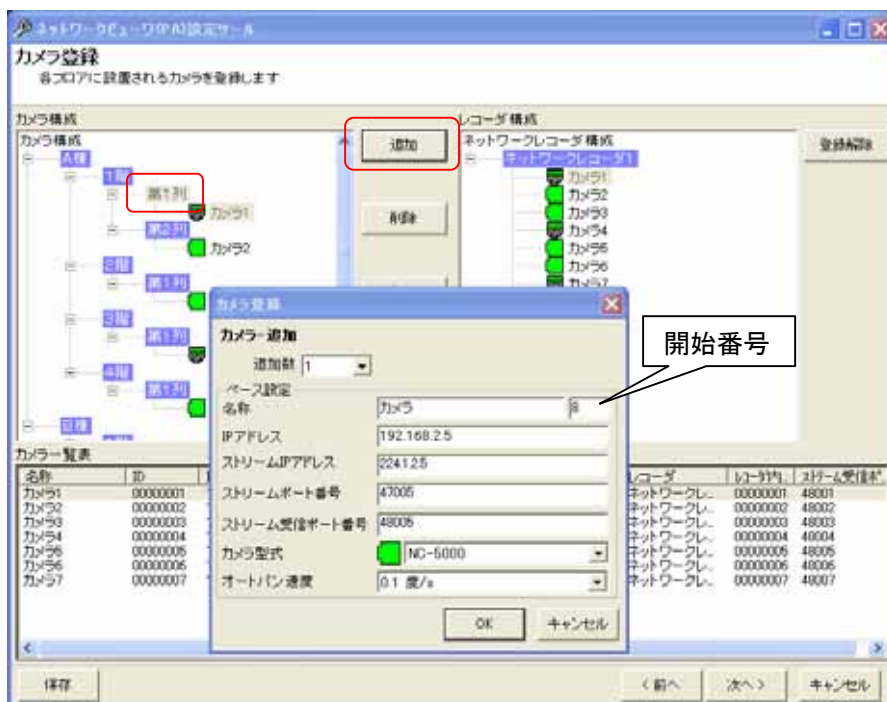 ネットワークビューワ(PA)設定ツール
カメラ登録
各フロアに設置されるカメラを登録します
カメラ構成
カメラ構成
A棟
1階
第1列
カメラ1
第2列
カメラ2
2階
第1列
3階
第1列
4階
第1列
B棟
追加
削除
レコーダ構成
ネットワークレコーダ構成
ネットワークレコーダ1
カメラ1
カメラ2
カメラ3
カメラ4
カメラ5
カメラ6
カメラ7
登録解除
カメラ登録
カメラ-追加
追加数 1
ベース設定
名称 カメラ 8
IPアドレス 192.168.2.5
ストリームIPアドレス 224.1.2.5
ストリームポート番号 47005
ストリーム受信ポート番号 48005
カメラ型式 NC-5000
オートパン速度 0.1 度/s
OK キャンセル
開始番号
カメラ一覧表
名称 ID レコーダ レコーダ内 ストリーム受信ポ
カメラ1 00000001 ネットワークレ.. 00000001 48001
カメラ2 00000002 ネットワークレ.. 00000002 48002
カメラ3 00000003 ネットワークレ.. 00000003 48003
カメラ4 00000004 ネットワークレ.. 00000004 40004
カメラ5 00000005 ネットワークレ.. 00000005 48005
カメラ6 00000006 ネットワークレ.. 00000006 40006
カメラ7 00000007 ネットワークレ.. 00000007 48007
保存 <前へ 次へ> キャンセル